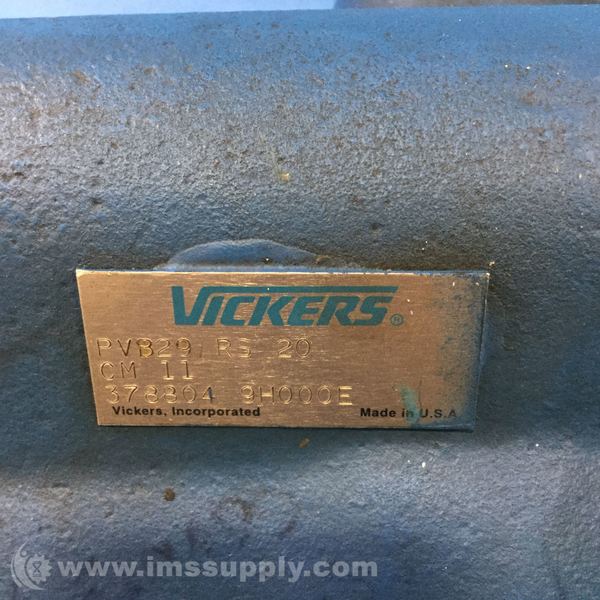 VICKERS®
PVB29 RS 20
CM 11
378804 9H000E
Vickers, Incorporated Made in U.S.A
www.imssupply.com